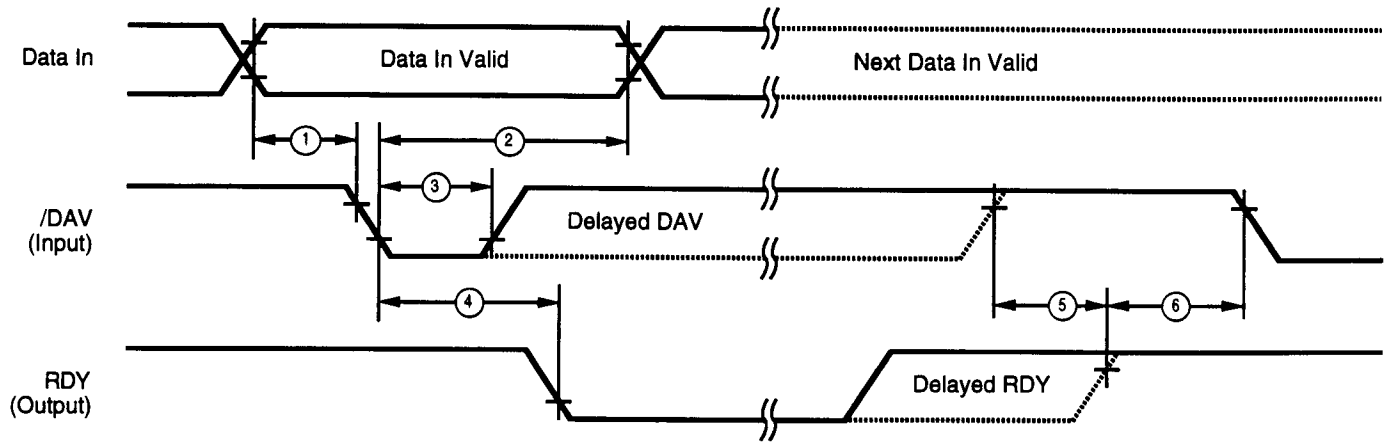 Data In
Data In Valid
Next Data In Valid
1
2
3
/DAV
(Input)
Delayed DAV
4
5
6
RDY
(Output)
Delayed RDY